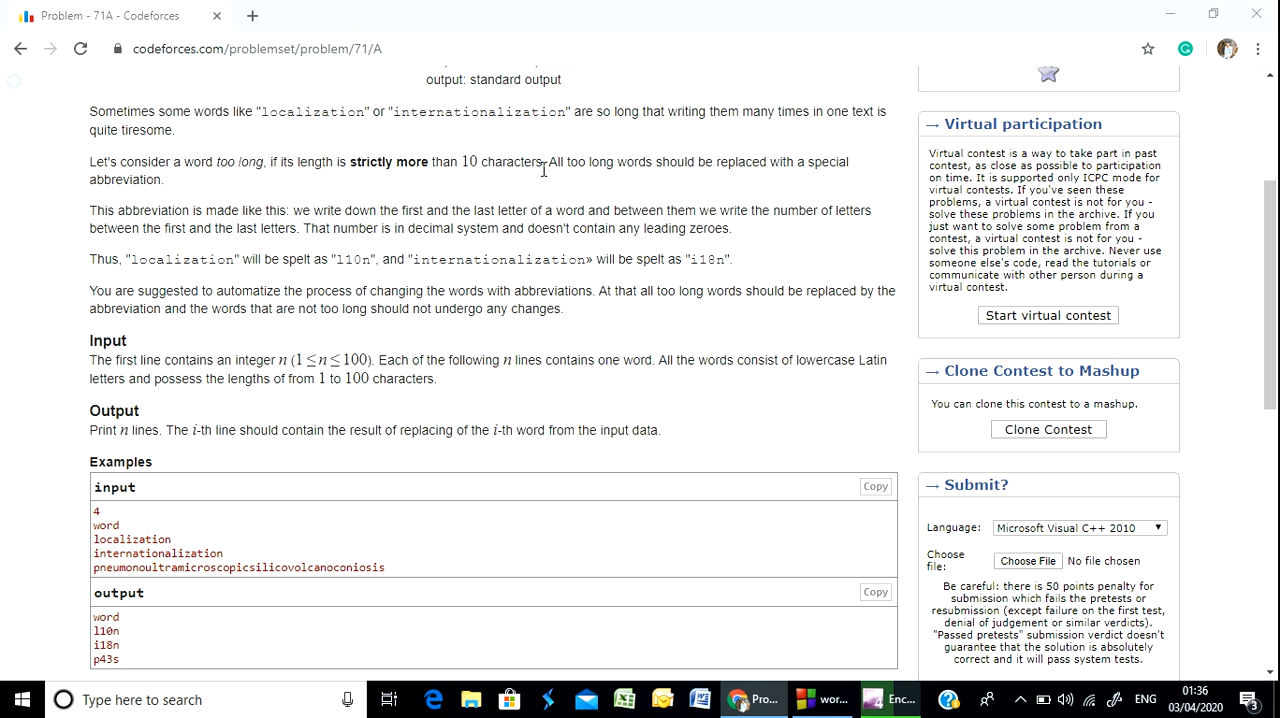 Problem - 71A - Codeforces
codeforces.com/problemset/problem/71/A
output: standard output
Sometimes some words like "localization" or "internationalization" are so long that writing them many times in one text is
quite tiresome.
Let's consider a word too long, if its length is strictly more than 10 characters. All too long words should be replaced with a special
abbreviation.
This abbreviation is made like this: we write down the first and the last letter of a word and between them we write the number of letters
between the first and the last letters. That number is in decimal system and doesn't contain any leading zeroes.
Thus, "localization" will be spelt as "l10n", and "internationalization» will be spelt as "i18n".
You are suggested to automatize the process of changing the words with abbreviations. At that all too long words should be replaced by the
abbreviation and the words that are not too long should not undergo any changes.
Input
The first line contains an integer n (1 ≤ n ≤ 100). Each of the following n lines contains one word. All the words consist of lowercase Latin
letters and possess the lengths of from 1 to 100 characters.
Output
Print n lines. The i-th line should contain the result of replacing of the i-th word from the input data.
Examples
input
Copy
4
word
localization
internationalization
pneumonoultramicroscopicsilicovolcanoconiosis
output
Copy
word
l10n
i18n
p43s
→ Virtual participation
Virtual contest is a way to take part in past
contest, as close as possible to participation
on time. It is supported only ICPC mode for
virtual contests. If you've seen these
problems, a virtual contest is not for you -
solve these problems in the archive. If you
just want to solve some problem from a
contest, a virtual contest is not for you -
solve this problem in the archive. Never use
someone else's code, read the tutorials or
communicate with other person during a
virtual contest.
Start virtual contest
→ Clone Contest to Mashup
You can clone this contest to a mashup.
Clone Contest
→ Submit?
Language: Microsoft Visual C++ 2010
Choose
file:
Choose File No file chosen
Be careful: there is 50 points penalty for
submission which fails the pretests or
resubmission (except failure on the first test,
denial of judgement or similar verdicts).
"Passed pretests" submission verdict doesn't
guarantee that the solution is absolutely
correct and it will pass system tests.
Type here to search
Pro...
wor...
Enc...
ENG
01:36
03/04/2020
3